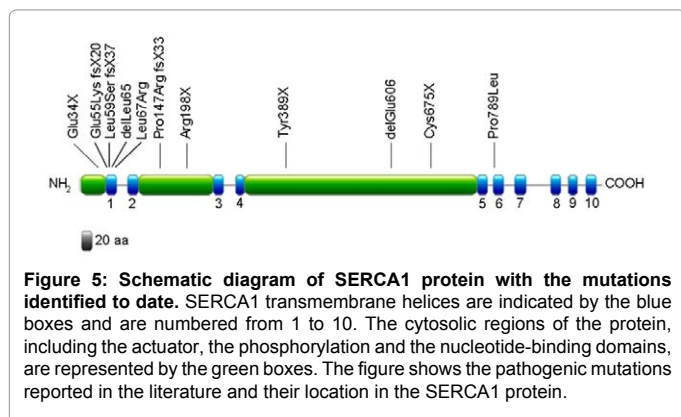 Glu34X
Glu55Lys fsX20
Leu59Ser fsX37
delLeu65
Leu67Arg
Pro147Arg fsX33
Arg198X
Tyr389X
delGlu606
Cys675X
Pro789Leu
NH2
COOH
1 2 3 4 5 6 7 8 9 10
20 aa
Figure 5: Schematic diagram of SERCA1 protein with the mutations
identified to date. SERCA1 transmembrane helices are indicated by the blue
boxes and are numbered from 1 to 10. The cytosolic regions of the protein,
including the actuator, the phosphorylation and the nucleotide-binding domains,
are represented by the green boxes. The figure shows the pathogenic mutations
reported in the literature and their location in the SERCA1 protein.